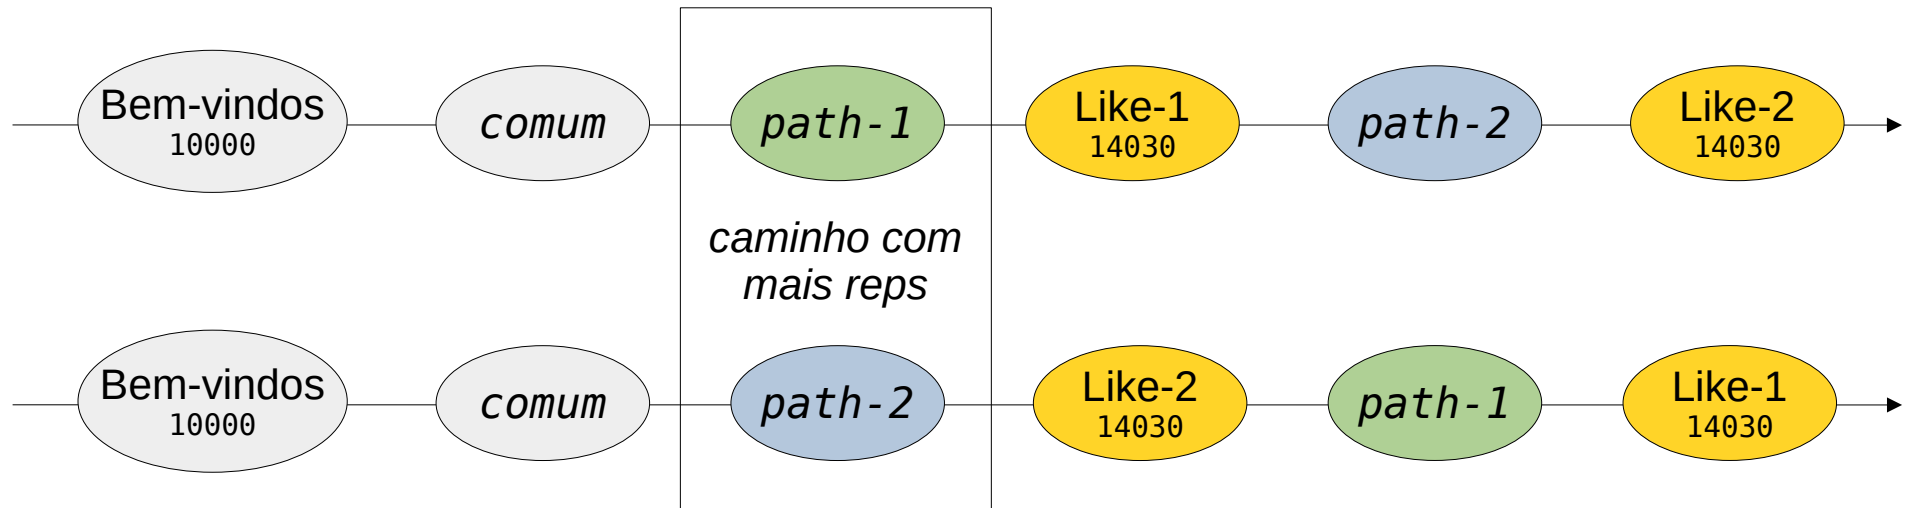 Bem-vindos
10000
comum
path-1
Like-1
14030
path-2
Like-2
14030
caminho com
mais reps
Bem-vindos
10000
comum
path-2
Like-2
14030
path-1
Like-1
14030